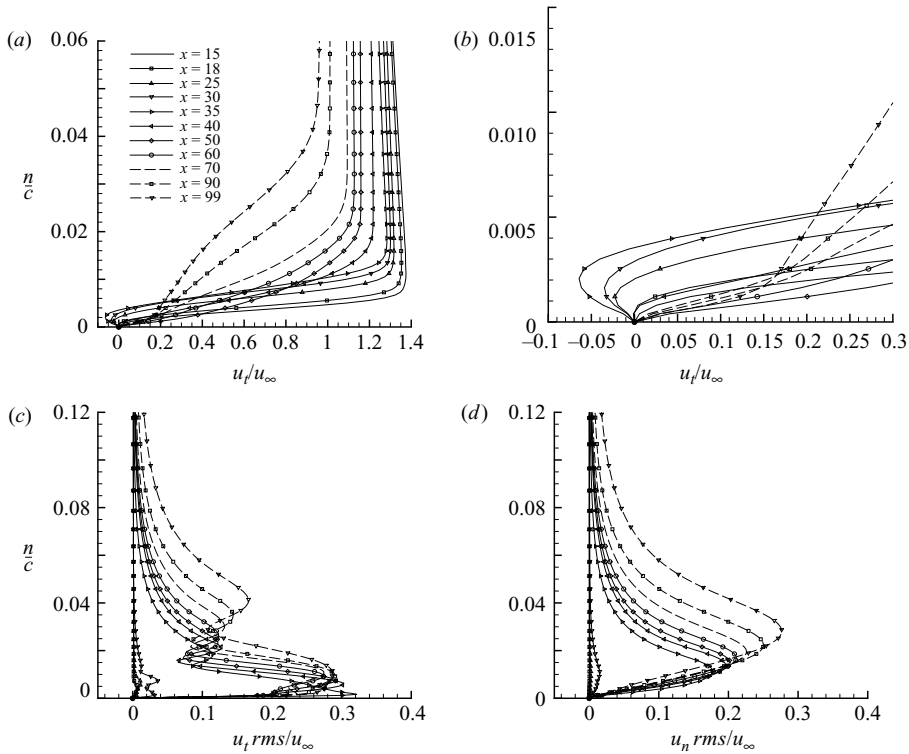 (a)
0.06
0.04
0.02
0
n
c
x = 15
x = 18
x = 25
x = 30
x = 35
x = 40
x = 50
x = 60
x = 70
x = 90
x = 99
0 0.2 0.4 0.6 0.8 1.0 1.2 1.4
u_t/u_∞
(b)
0.015
0.010
0.005
0
–0.1 –0.05 0 0.05 0.1 0.15 0.2 0.25 0.3
u_t/u_∞
(c)
0.12
0.08
0.04
0
n
c
0 0.1 0.2 0.3 0.4
u_t rms/u_∞
(d)
0.12
0.08
0.04
0
0 0.1 0.2 0.3 0.4
u_n rms/u_∞